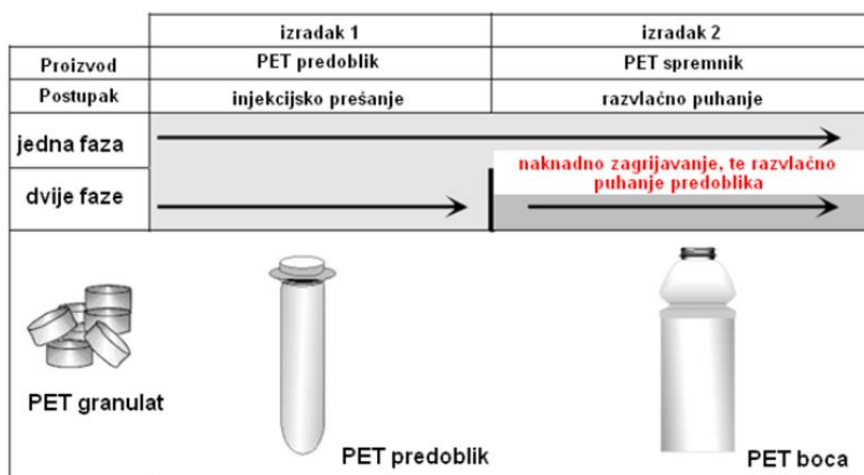 izradak 1 izradak 2
Proizvod PET predoblik PET spremnik
Postupak injekcijsko prešanje razvlačno puhanje
jedna faza
naknadno zagrijavanje, te razvlačno
puhanje predoblika
dvije faze
PET granulat
PET predoblik
PET boca